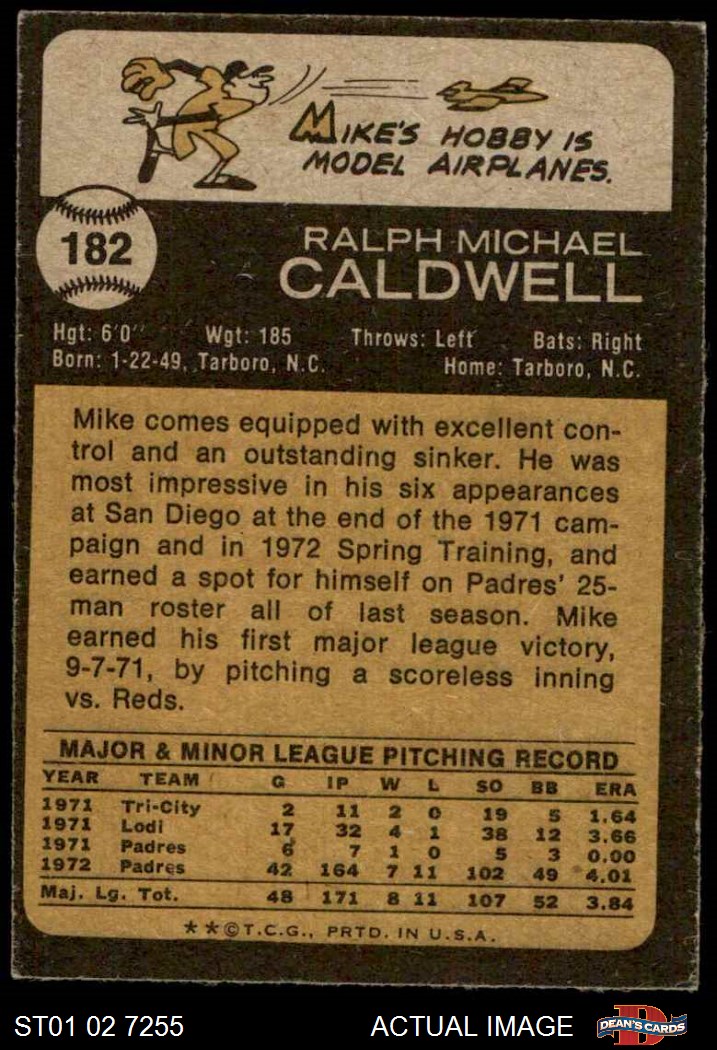 MIKE'S HOBBY IS
MODEL AIRPLANES.
182
RALPH MICHAEL
CALDWELL
Hgt: 6'0" Wgt: 185 Throws: Left Bats: Right
Born: 1-22-49, Tarboro, N.C. Home: Tarboro, N.C.
Mike comes equipped with excellent con-
trol and an outstanding sinker. He was
most impressive in his six appearances
at San Diego at the end of the 1971 cam-
paign and in 1972 Spring Training, and
earned a spot for himself on Padres' 25-
man roster all of last season. Mike
earned his first major league victory,
9-7-71, by pitching a scoreless inning
vs. Reds.
MAJOR & MINOR LEAGUE PITCHING RECORD
YEAR TEAM G IP W L SO BB ERA
1971 Tri-City 2 11 2 0 19 5 1.64
1971 Lodi 17 32 4 1 38 12 3.66
1971 Padres 6 7 1 0 5 3 0.00
1972 Padres 42 164 7 11 102 49 4.01
Maj. Lg. Tot. 48 171 8 11 107 52 3.84
**©T.C.G., PRTD. IN U.S.A.
ST01 02 7255 ACTUAL IMAGE D DEAN'S CARDS